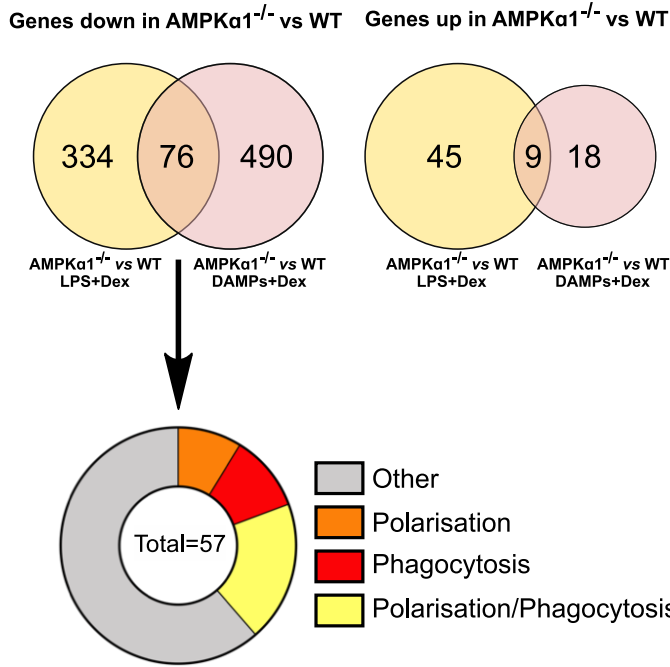 Genes down in AMPKα1-/- vs WT
Genes up in AMPKα1-/- vs WT
334
76
490
45
9
18
AMPKα1-/- vs WT
LPS+Dex
AMPKα1-/- vs WT
DAMPs+Dex
AMPKα1-/- vs WT
LPS+Dex
AMPKα1-/- vs WT
DAMPs+Dex
Total=57
Other
Polarisation
Phagocytosis
Polarisation/Phagocytosis